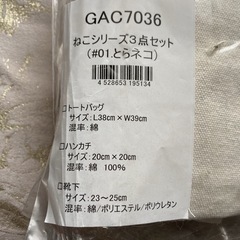 GAC7036
ねこシリーズ3点セット
(#01.とらネコ)
4528653195134
□トートバッグ
サイズ:L38cm×W39cm
混率:綿
□ハンカチ
サイズ:20cm×20cm
混率:綿 100%
□靴下
サイズ:23~25cm
混率:綿/ポリエステル/ポリウレタン